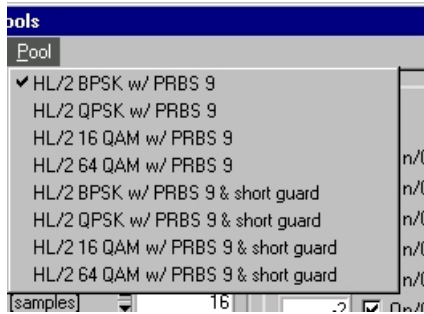 ools
Pool
HL/2 BPSK w/ PRBS 9
HL/2 QPSK w/ PRBS 9
HL/2 16 QAM w/ PRBS 9
HL/2 64 QAM w/ PRBS 9
n/
HL/2 BPSK w/ PRBS 9 & short guard
n/
HL/2 QPSK w/ PRBS 9 & short guard
n/
HL/2 16 QAM w/ PRBS 9 & short guard
n/
HL/2 64 QAM w/ PRBS 9 & short guard
n/
[samples] 16 -2 On/